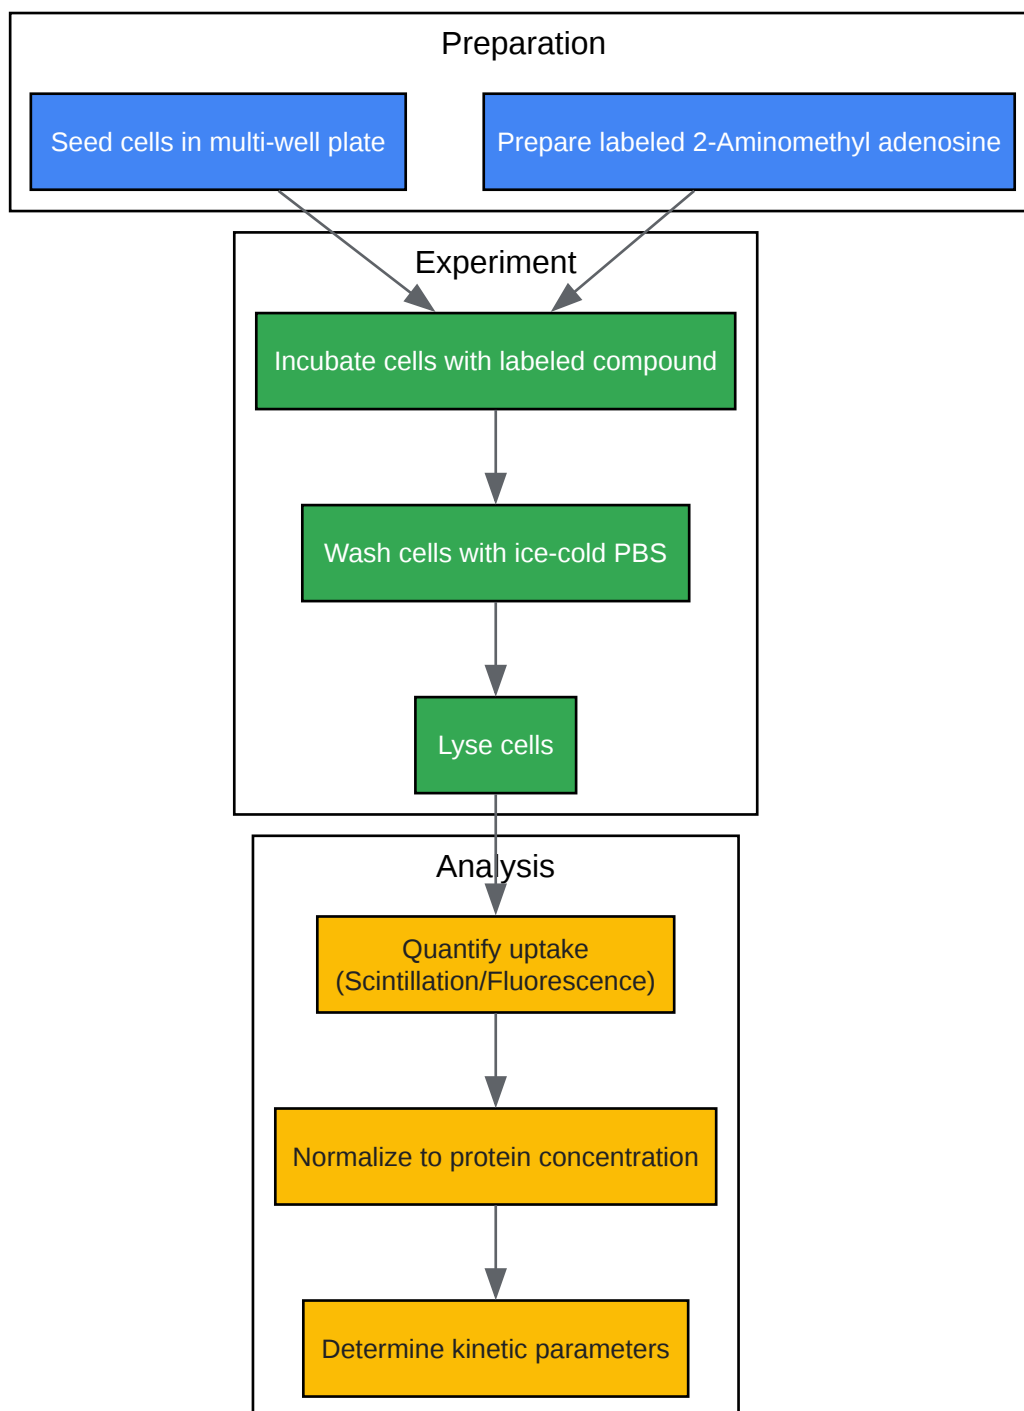 Preparation
Seed cells in multi-well plate
Prepare labeled 2-Aminomethyl adenosine
Experiment
Incubate cells with labeled compound
Wash cells with ice-cold PBS
Lyse cells
Analysis
Quantify uptake
(Scintillation/Fluorescence)
Normalize to protein concentration
Determine kinetic parameters